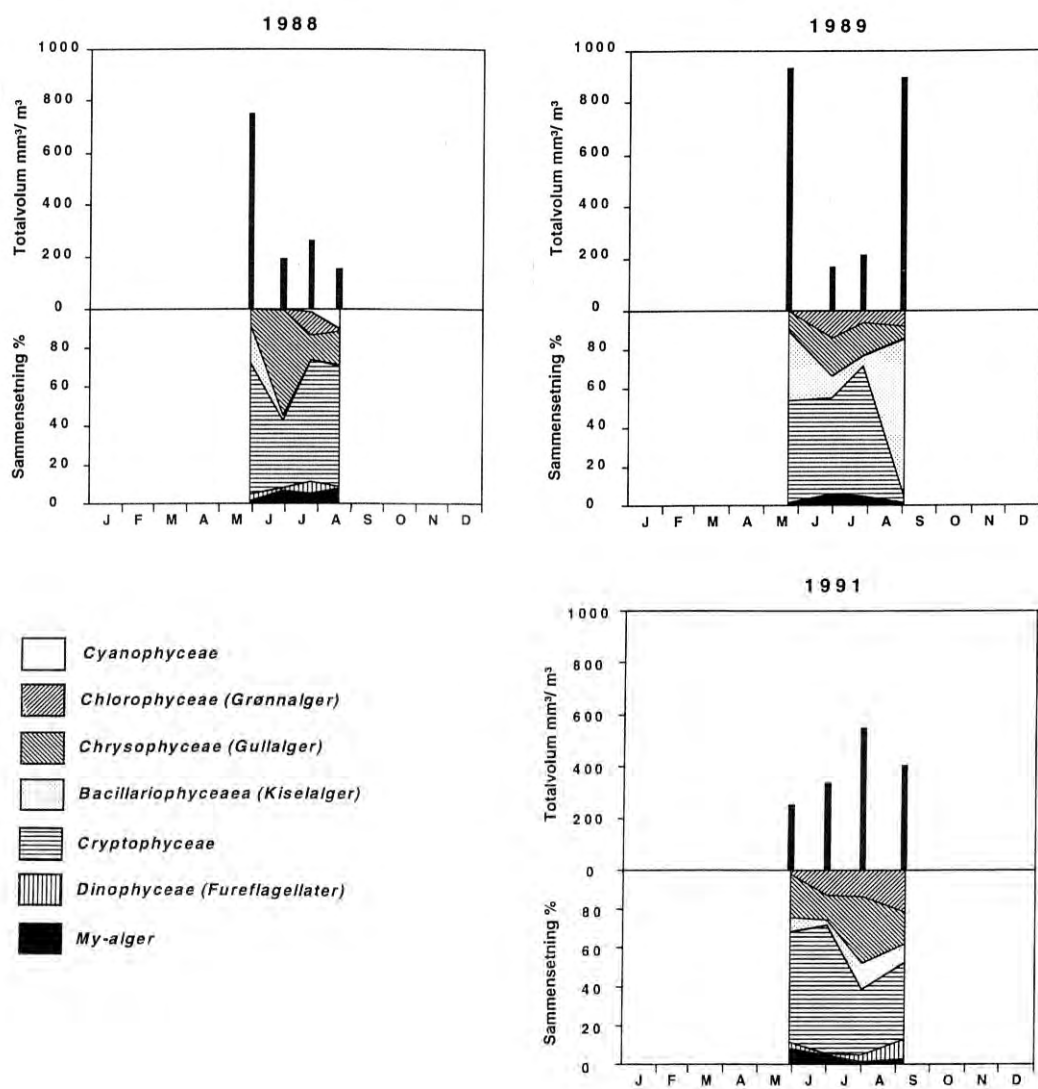 1988
1000
800
600
400
200
0
Totalvolum mm³/ m³
80
60
40
20
0
Sammensetning %
J F M A M J J A S O N D
1989
1000
800
600
400
200
0
Totalvolum mm³/ m³
80
60
40
20
0
Sammensetning %
J F M A M J J A S O N D
Cyanophyceae
Chlorophyceae (Grønnalger)
Chrysophyceae (Gullalger)
Bacillariophyceaea (Kiselalger)
Cryptophyceae
Dinophyceae (Fureflagellater)
My-alger
1991
1000
800
600
400
200
0
Totalvolum mm³/ m³
80
60
40
20
0
Sammensetning %
J F M A M J J A S O N D